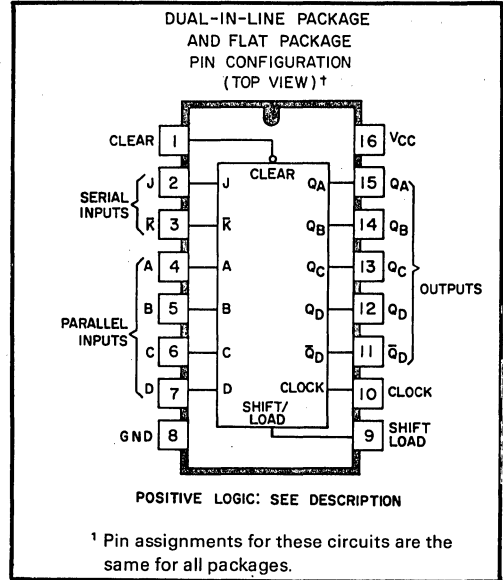 DUAL-IN-LINE PACKAGE
AND FLAT PACKAGE
PIN CONFIGURATION
(TOP VIEW)†
CLEAR 1 16 VCC
CLEAR
SERIAL INPUTS
J 2 J QA 15 QA
K̅ 3 K̅ QB 14 QB
PARALLEL INPUTS
A 4 A QC 13 QC
OUTPUTS
B 5 B QD 12 QD
C 6 C Q̅D 11 Q̅D
D 7 D CLOCK 10 CLOCK
SHIFT/
LOAD
GND 8 9 SHIFT
LOAD
POSITIVE LOGIC: SEE DESCRIPTION
¹ Pin assignments for these circuits are the
same for all packages.